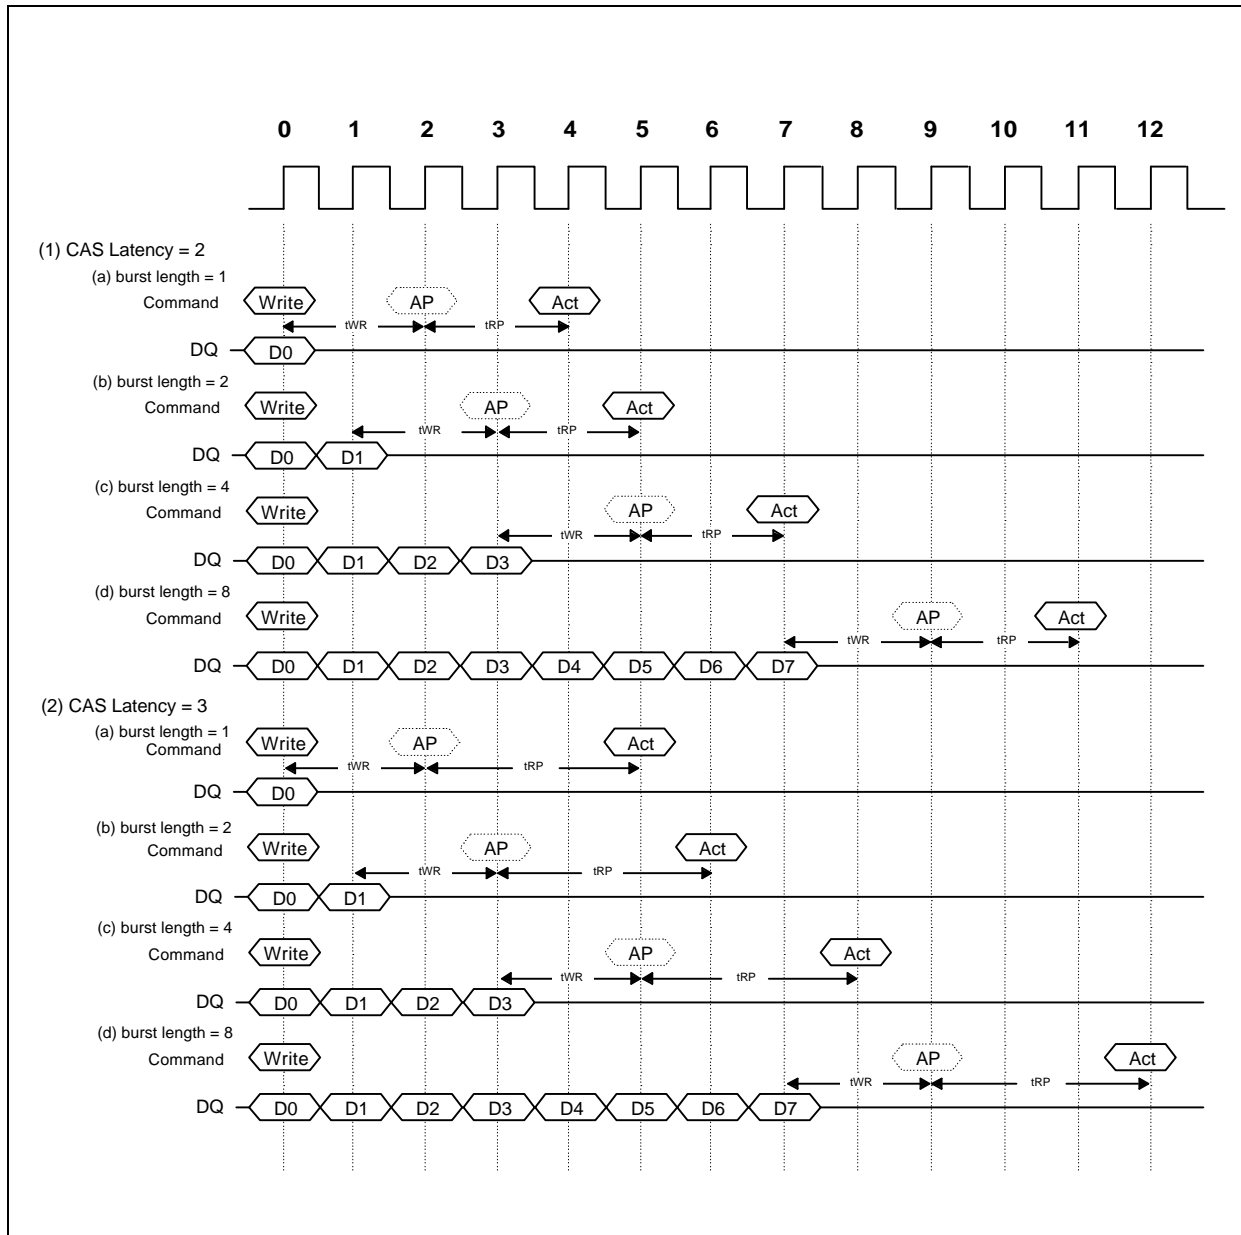 0 1 2 3 4 5 6 7 8 9 10 11 12
(1) CAS Latency = 2
(a) burst length = 1
Command Write AP Act
tWR tRP
DQ D0
(b) burst length = 2
Command Write AP Act
tWR tRP
DQ D0 D1
(c) burst length = 4
Command Write AP Act
tWR tRP
DQ D0 D1 D2 D3
(d) burst length = 8
Command Write AP Act
tWR tRP
DQ D0 D1 D2 D3 D4 D5 D6 D7
(2) CAS Latency = 3
(a) burst length = 1
Command Write AP Act
tWR tRP
DQ D0
(b) burst length = 2
Command Write AP Act
tWR tRP
DQ D0 D1
(c) burst length = 4
Command Write AP Act
tWR tRP
DQ D0 D1 D2 D3
(d) burst length = 8
Command Write AP Act
tWR tRP
DQ D0 D1 D2 D3 D4 D5 D6 D7